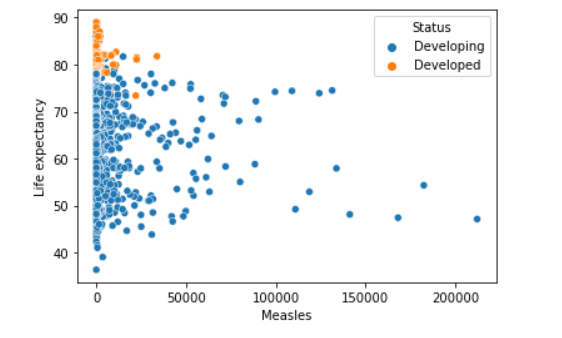 Status
Developing
Developed
90
80
70
60
50
40
Life expectancy
0 50000 100000 150000 200000
Measles